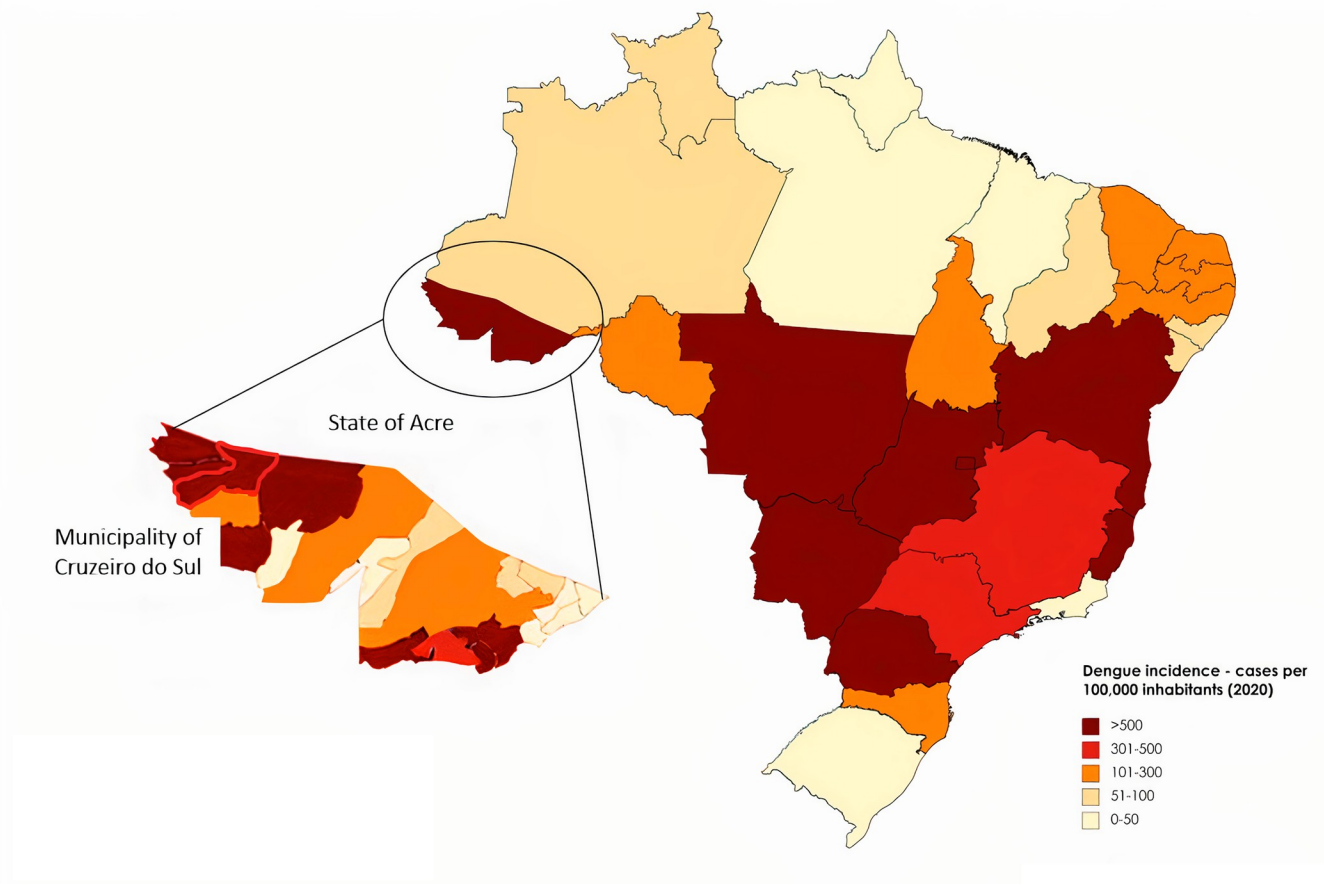 State of Acre
Municipality of
Cruzeiro do Sul
Dengue incidence - cases per
100,000 inhabitants (2020)
>500
301-500
101-300
51-100
0-50